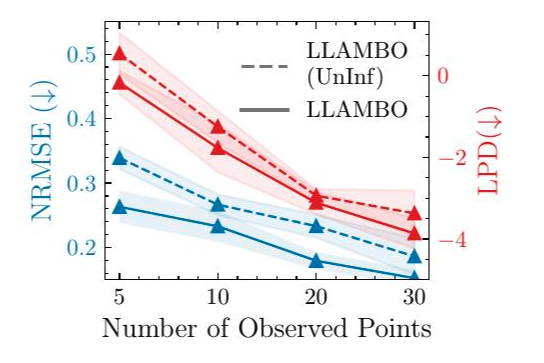 0.5
0.4
0.3
0.2
NRMSE (↓)
LLAMBO
(UnInf)
LLAMBO
0
−2
−4
LPD(↓)
5 10 20 30
Number of Observed Points